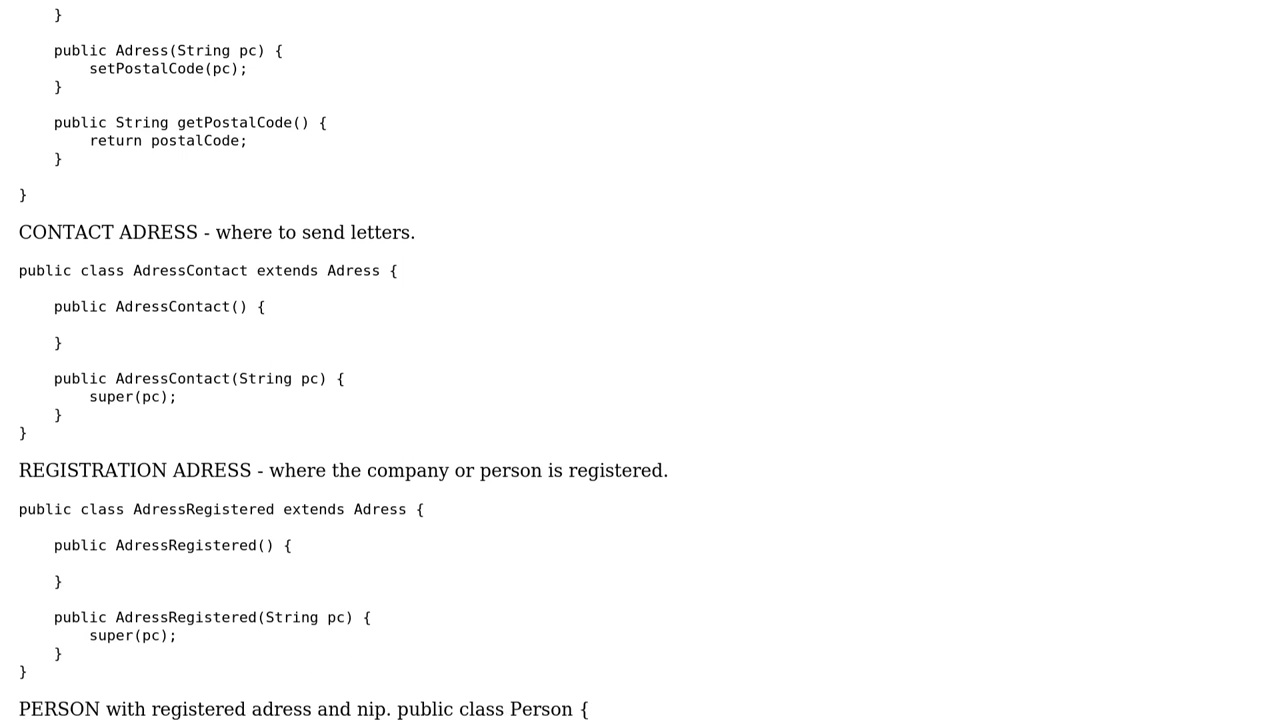 }
    public Adress(String pc) {
        setPostalCode(pc);
    }
    public String getPostalCode() {
        return postalCode;
    }
}
CONTACT ADRESS - where to send letters.
public class AdressContact extends Adress {
    public AdressContact() {
    }
    public AdressContact(String pc) {
        super(pc);
    }
}
REGISTRATION ADRESS - where the company or person is registered.
public class AdressRegistered extends Adress {
    public AdressRegistered() {
    }
    public AdressRegistered(String pc) {
        super(pc);
    }
}
PERSON with registered adress and nip. public class Person {